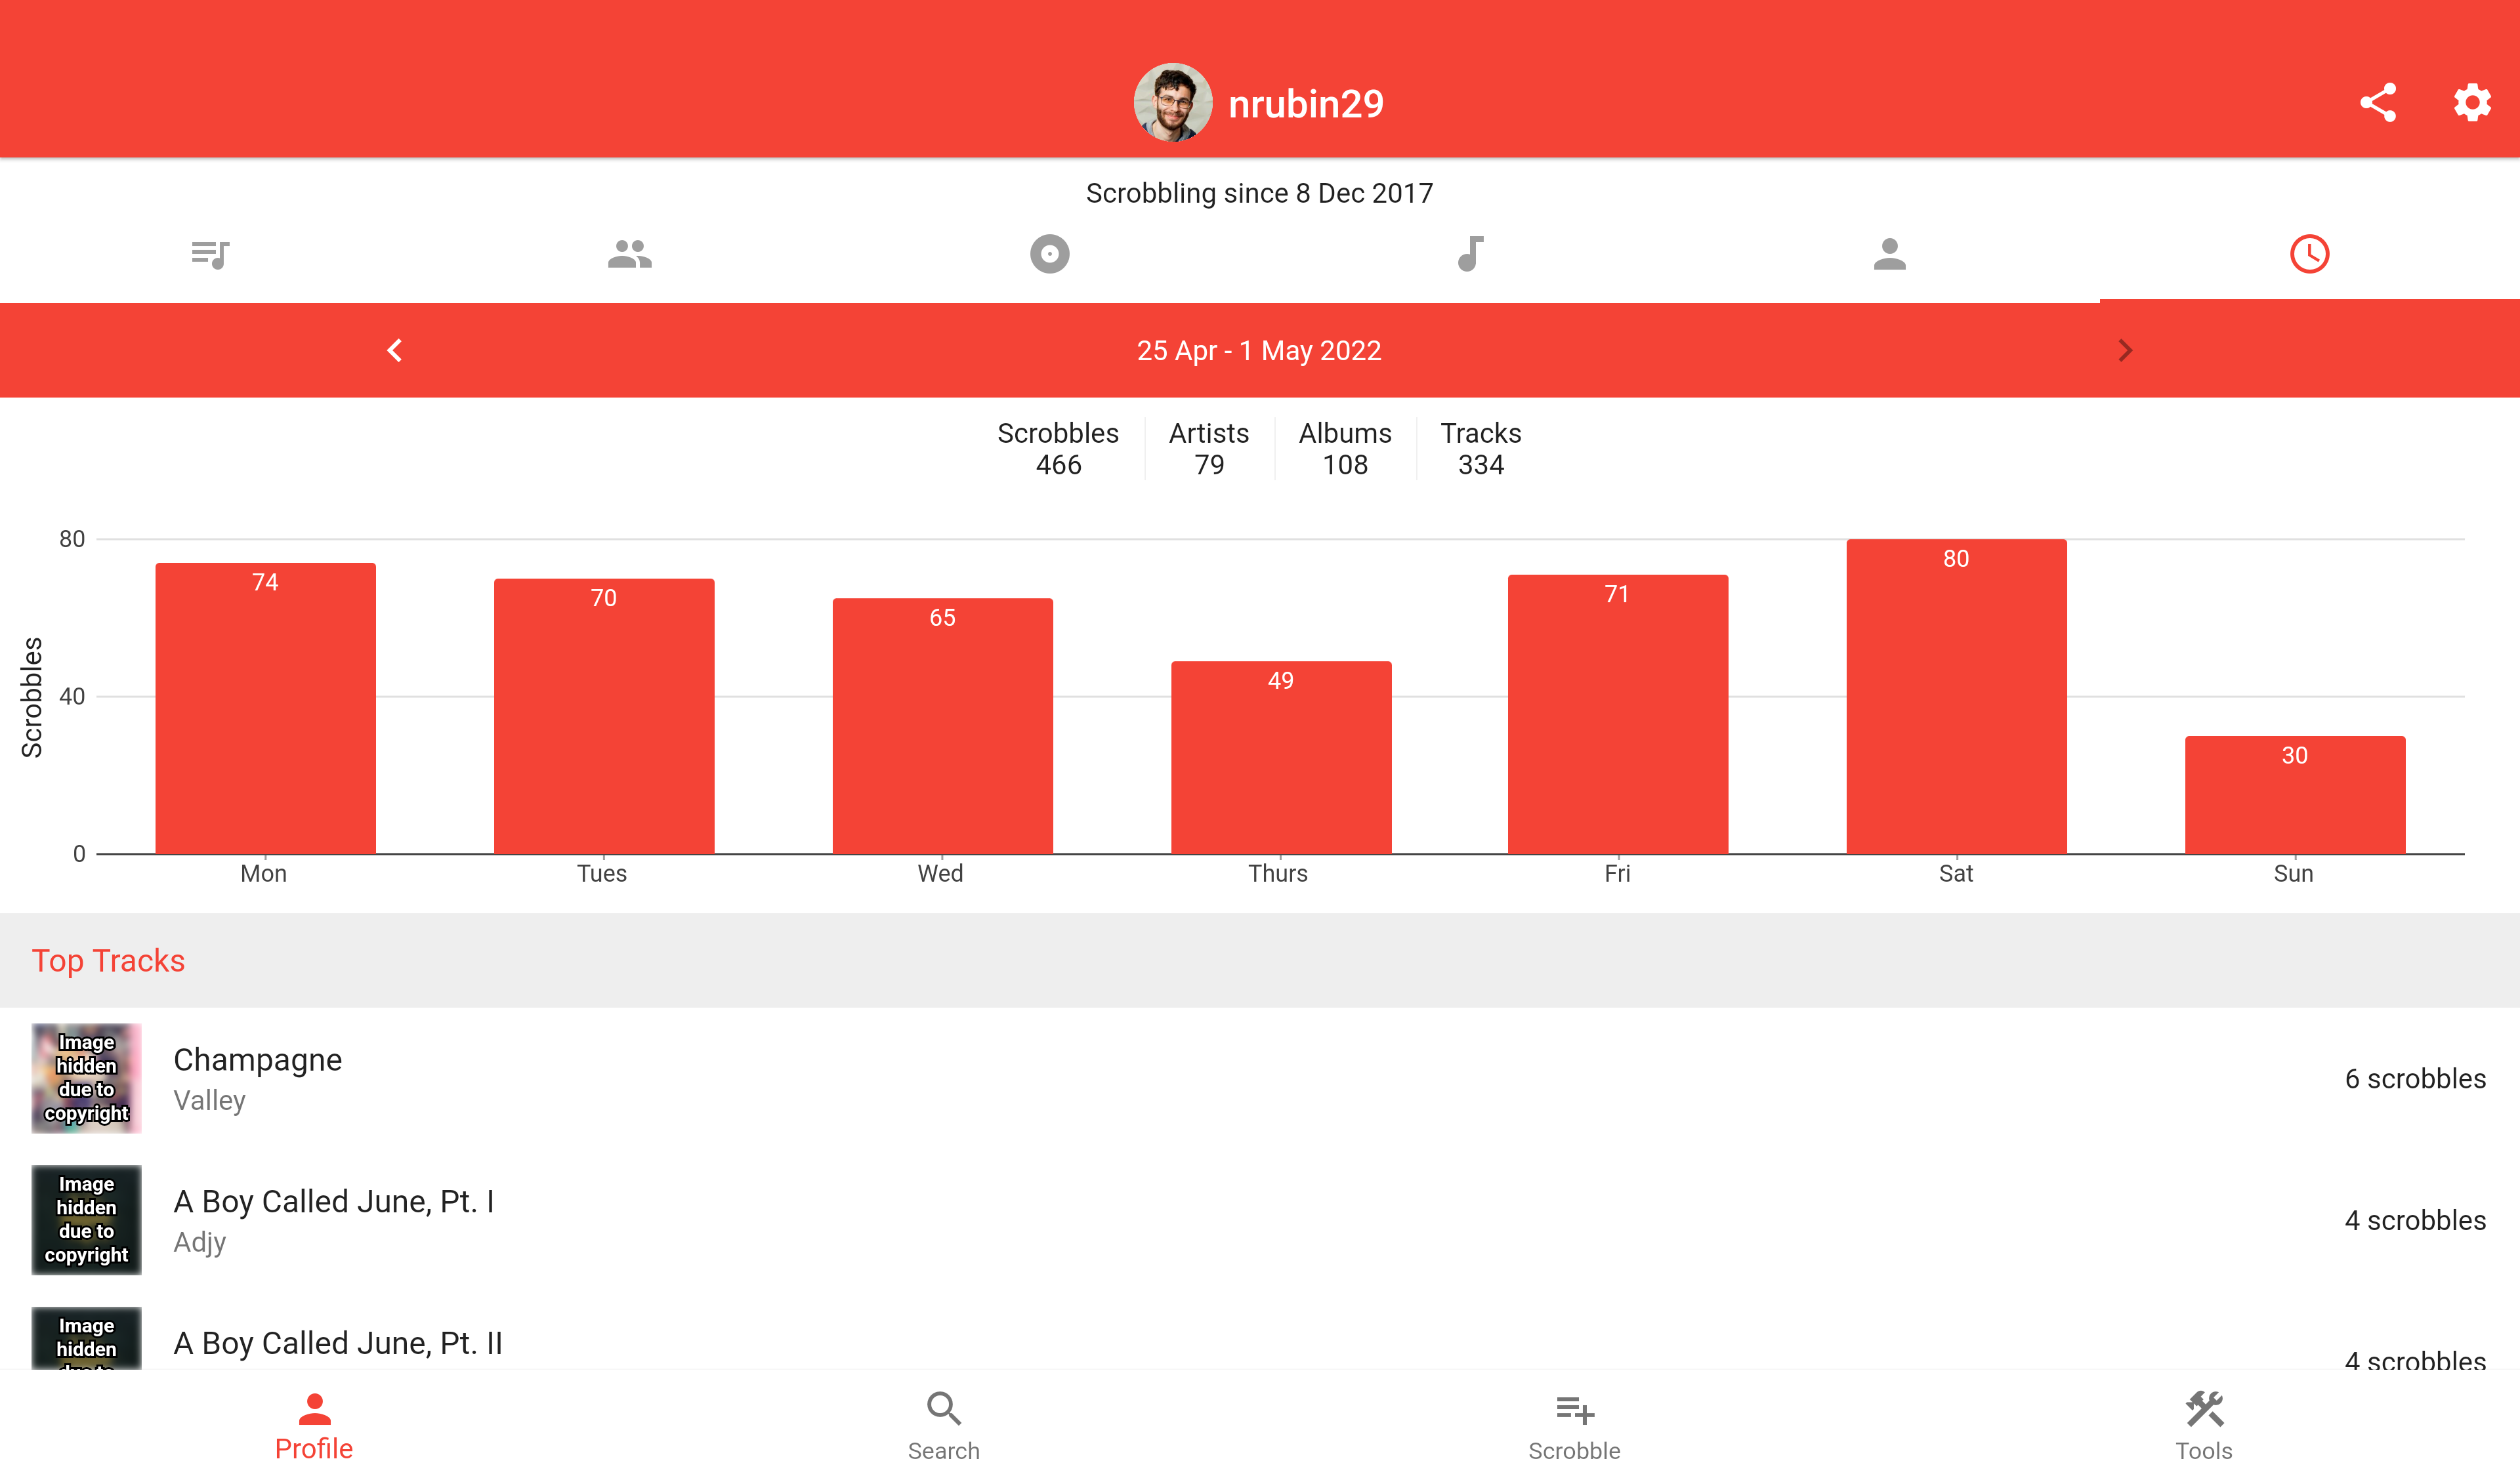 nrubin29
Scrobbling since 8 Dec 2017
25 Apr - 1 May 2022
Scrobbles Artists Albums Tracks
466 79 108 334
Scrobbles
80
40
0
74
70
65
49
71
80
30
Mon Tues Wed Thurs Fri Sat Sun
Top Tracks
Image
hidden
due to
copyright
Champagne
Valley
6 scrobbles
Image
hidden
due to
copyright
A Boy Called June, Pt. I
Adjy
4 scrobbles
Image
hidden
due to
A Boy Called June, Pt. II
4 scrobbles
Profile Search Scrobble Tools